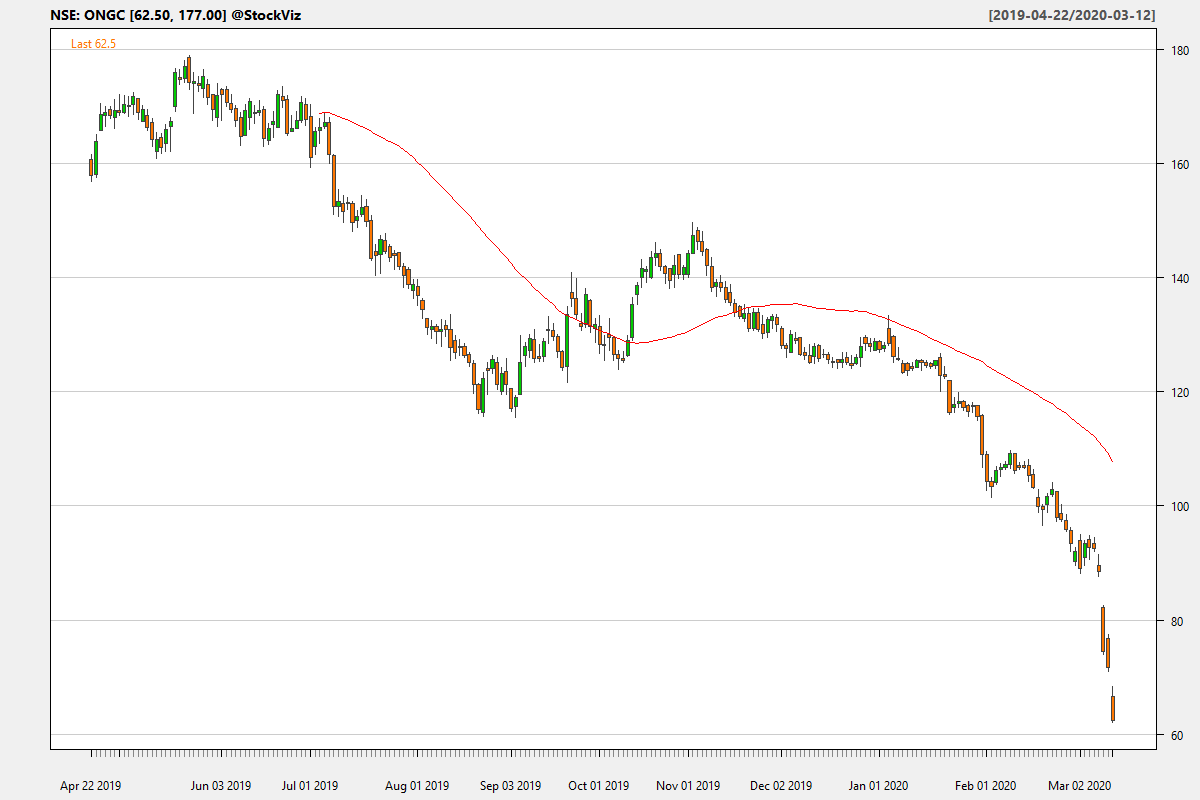 NSE: ONGC [62.50, 177.00] @StockViz
[2019-04-22/2020-03-12]
Last 62.5
180
160
140
120
100
80
60
Apr 22 2019 Jun 03 2019 Jul 01 2019 Aug 01 2019 Sep 03 2019 Oct 01 2019 Nov 01 2019 Dec 02 2019 Jan 01 2020 Feb 01 2020 Mar 02 2020